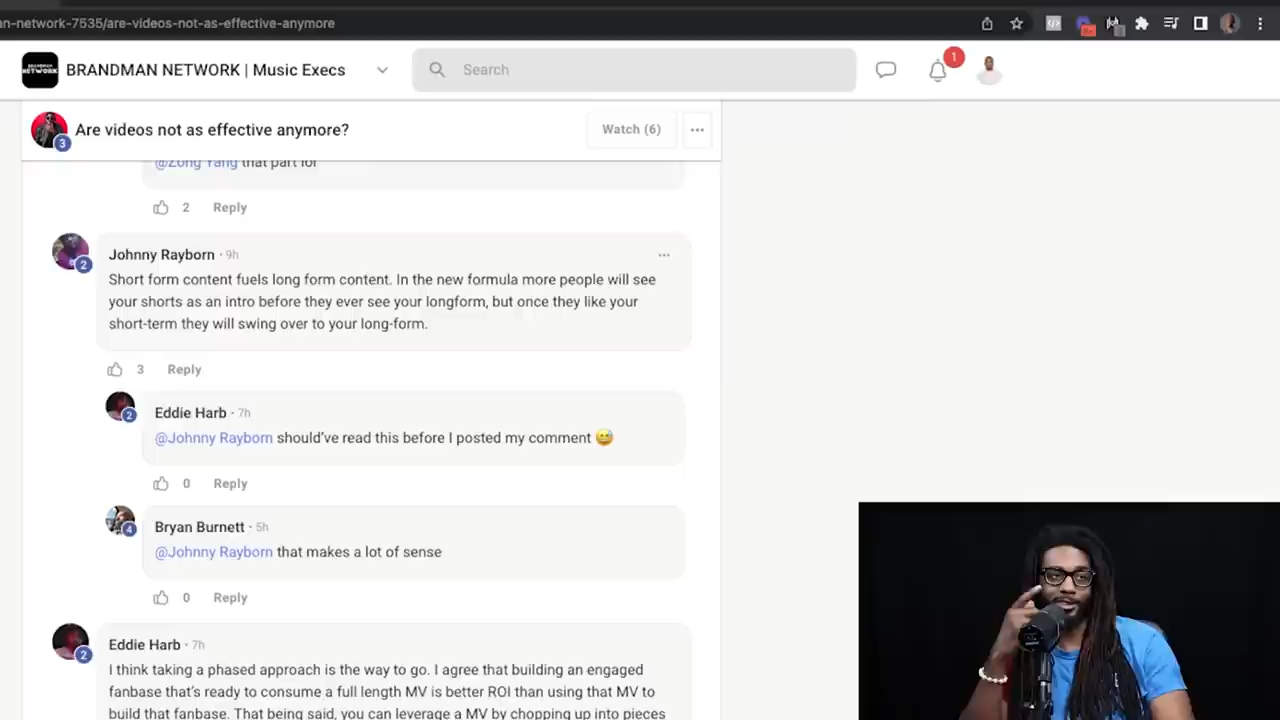 an-network-7535/are-videos-not-as-effective-anymore
BRANDMAN NETWORK | Music Execs
Search
1
3
Are videos not as effective anymore?
Watch (6)
@Zong Yang that part lol
2 Reply
2
Johnny Rayborn · 9h
Short form content fuels long form content. In the new formula more people will see
your shorts as an intro before they ever see your longform, but once they like your
short-term they will swing over to your long-form.
3 Reply
2
Eddie Harb · 7h
@Johnny Rayborn should've read this before I posted my comment 😅
0 Reply
4
Bryan Burnett · 5h
@Johnny Rayborn that makes a lot of sense
0 Reply
2
Eddie Harb · 7h
I think taking a phased approach is the way to go. I agree that building an engaged
fanbase that's ready to consume a full length MV is better ROI than using that MV to
build that fanbase. That being said, you can leverage a MV by chopping up into pieces